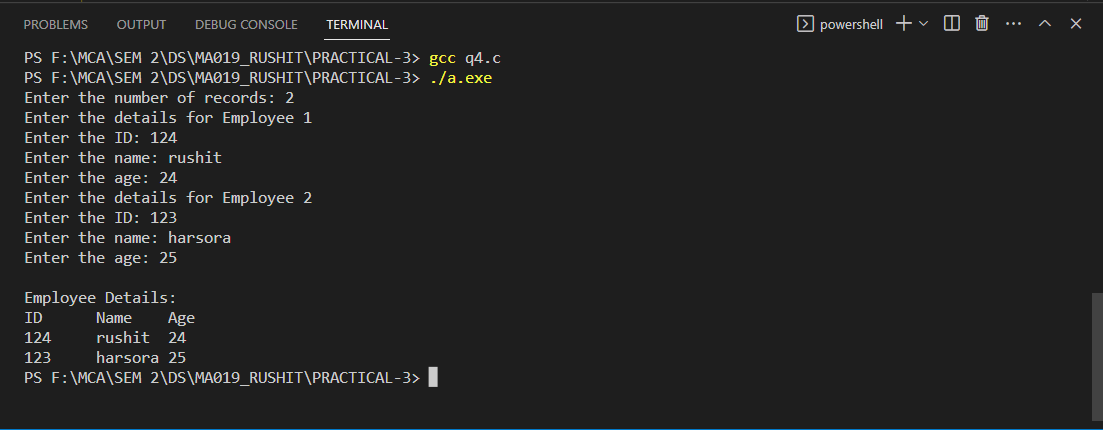 PROBLEMS OUTPUT DEBUG CONSOLE TERMINAL powershell
PS F:\MCA\SEM 2\DS\MA019_RUSHIT\PRACTICAL-3> gcc q4.c
PS F:\MCA\SEM 2\DS\MA019_RUSHIT\PRACTICAL-3> ./a.exe
Enter the number of records: 2
Enter the details for Employee 1
Enter the ID: 124
Enter the name: rushit
Enter the age: 24
Enter the details for Employee 2
Enter the ID: 123
Enter the name: harsora
Enter the age: 25

Employee Details:
ID      Name    Age
124     rushit  24
123     harsora 25
PS F:\MCA\SEM 2\DS\MA019_RUSHIT\PRACTICAL-3>